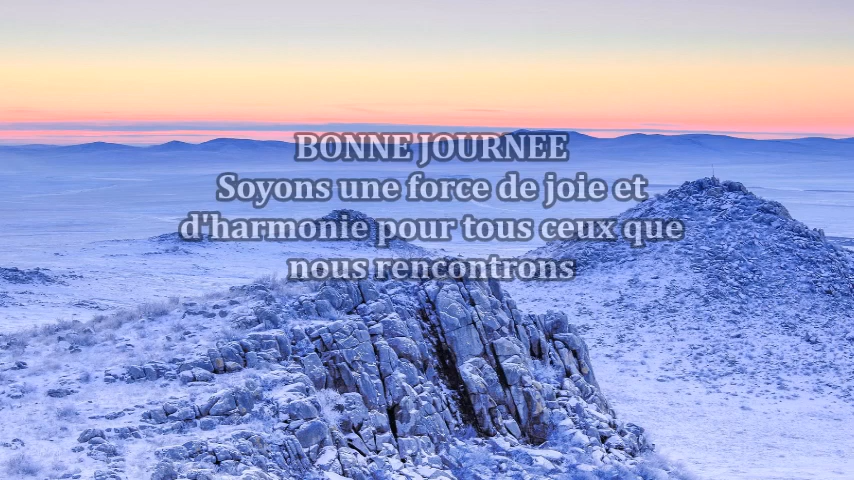 BONNE JOURNEE
Soyons une force de joie et
d'harmonie pour tous ceux que
nous rencontrons